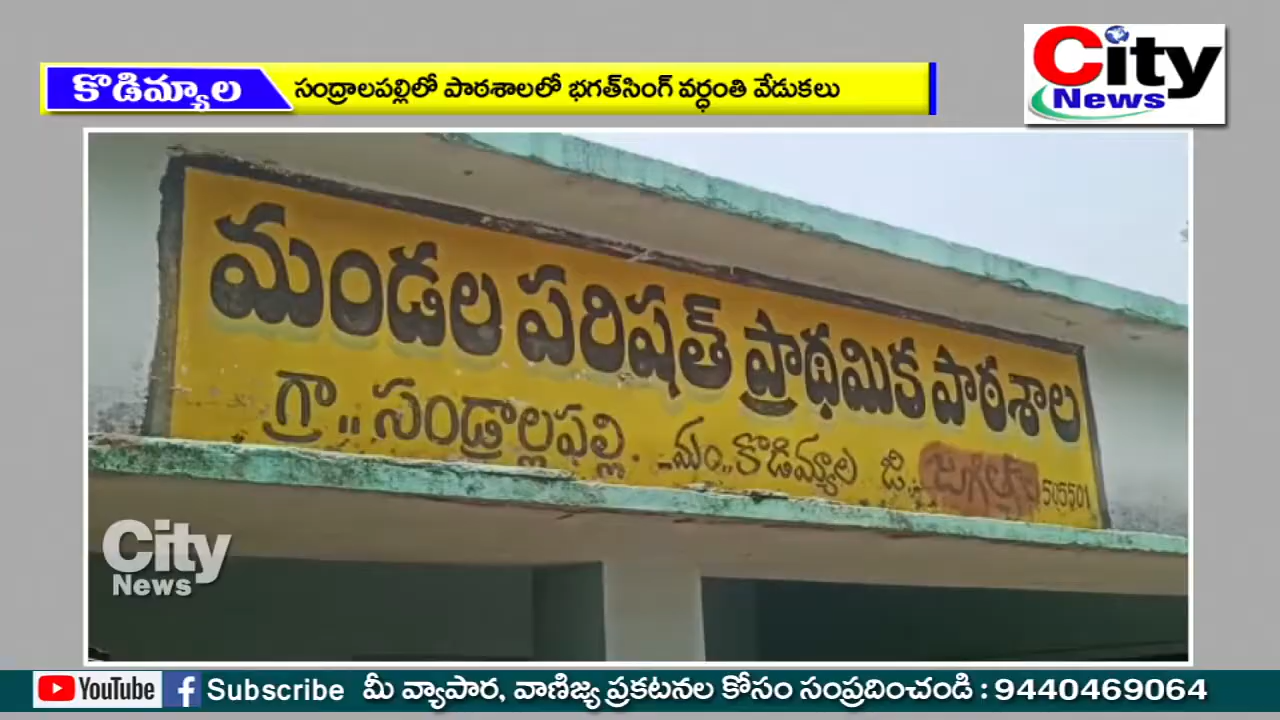 కొడిమ్యాల
సంద్రాలపల్లిలో పాఠశాలలో భగత్‌సింగ్ వర్ధంతి వేడుకలు
City
News
మండల పరిషత్ ప్రాథమిక పాఠశాల
గ్రా.. సండ్రాల్లపల్లి. మం..కొడిమ్యాల జి.. 505501
City
News
YouTube f Subscribe మీ వ్యాపార, వాణిజ్య ప్రకటనల కోసం సంప్రదించండి : 9440469064